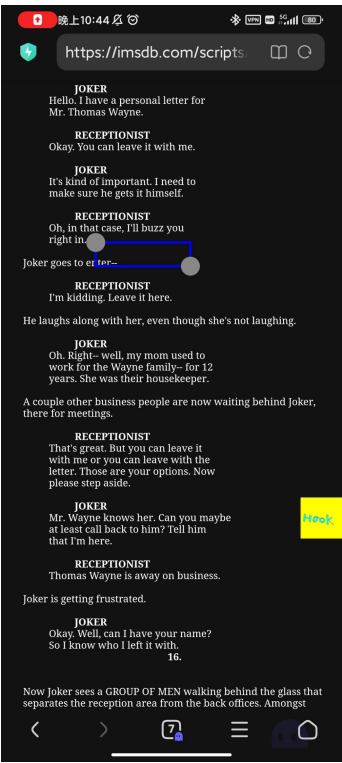 晚上10:44
VPN 5G 80
https://imsdb.com/scripts
JOKER
Hello. I have a personal letter for
Mr. Thomas Wayne.
RECEPTIONIST
Okay. You can leave it with me.
JOKER
It's kind of important. I need to
make sure he gets it himself.
RECEPTIONIST
Oh, in that case, I'll buzz you
right in.
Joker goes to enter--
RECEPTIONIST
I'm kidding. Leave it here.
He laughs along with her, even though she's not laughing.
JOKER
Oh. Right-- well, my mom used to
work for the Wayne family-- for 12
years. She was their housekeeper.
A couple other business people are now waiting behind Joker,
there for meetings.
RECEPTIONIST
That's great. But you can leave it
with me or you can leave with the
letter. Those are your options. Now
please step aside.
JOKER
Mr. Wayne knows her. Can you maybe
at least call back to him? Tell him
that I'm here.
Hook
RECEPTIONIST
Thomas Wayne is away on business.
Joker is getting frustrated.
JOKER
Okay. Well, can I have your name?
So I know who I left it with.
16.
Now Joker sees a GROUP OF MEN walking behind the glass that
separates the reception area from the back offices. Amongst
7